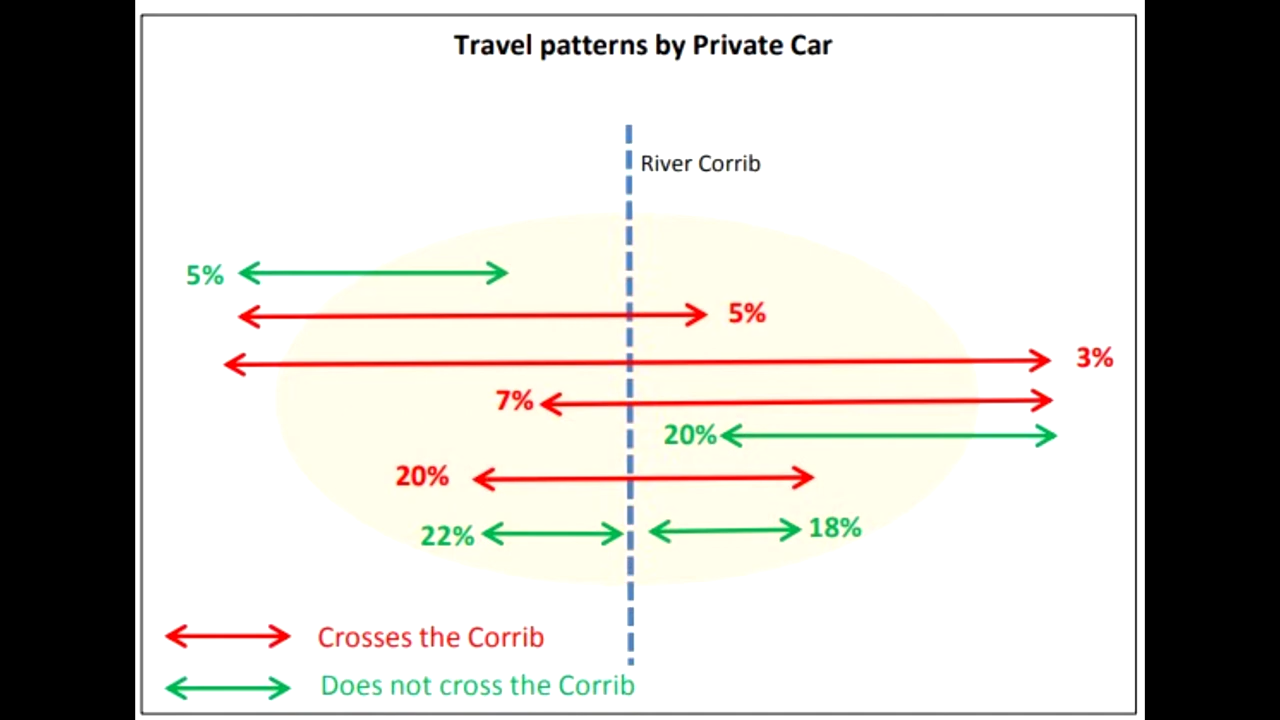 Travel patterns by Private Car
River Corrib
5%
5%
3%
7%
20%
20%
22%
18%
Crosses the Corrib
Does not cross the Corrib